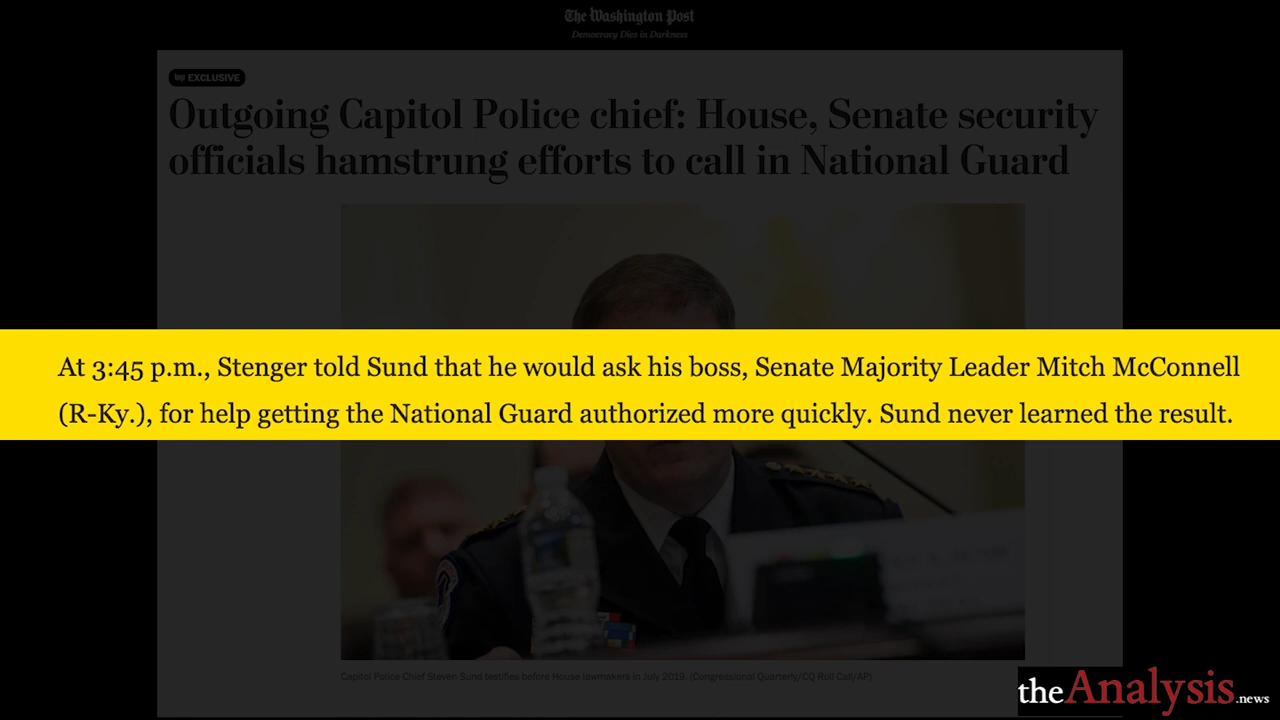 The Washington Post
Democracy Dies in Darkness
wp EXCLUSIVE
Outgoing Capitol Police chief: House, Senate security
officials hamstrung efforts to call in National Guard
At 3:45 p.m., Stenger told Sund that he would ask his boss, Senate Majority Leader Mitch McConnell
(R-Ky.), for help getting the National Guard authorized more quickly. Sund never learned the result.
Capitol Police Chief Steven Sund testifies before House lawmakers in July 2019. (Congressional Quarterly/CQ Roll Call/AP)
theAnalysis.news